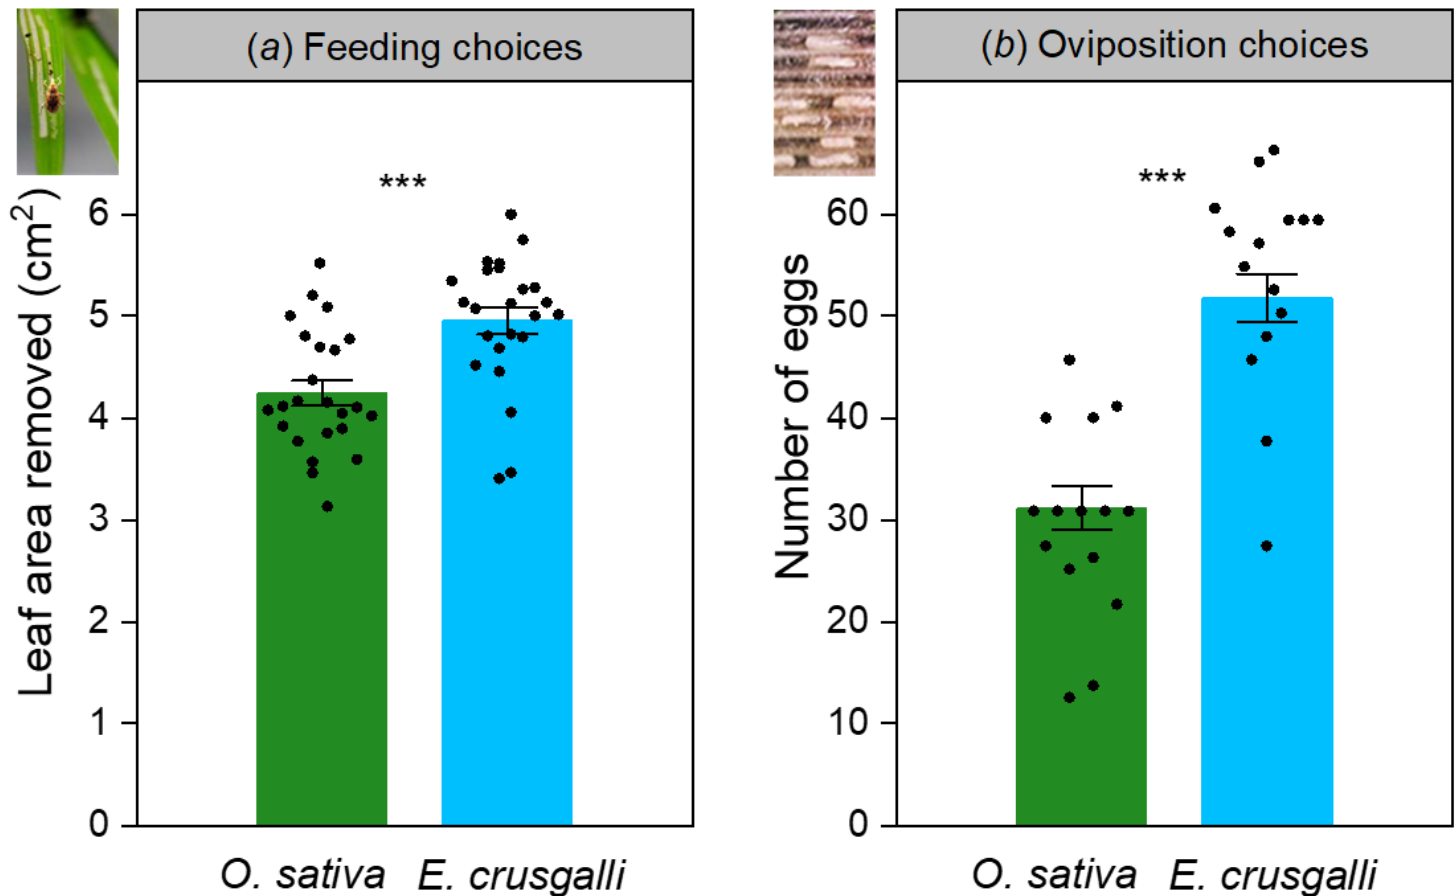 (a) Feeding choices
***
Leaf area removed (cm²)
6
5
4
3
2
1
0
O. sativa E. crusgalli
(b) Oviposition choices
***
Number of eggs
60
50
40
30
20
10
0
O. sativa E. crusgalli